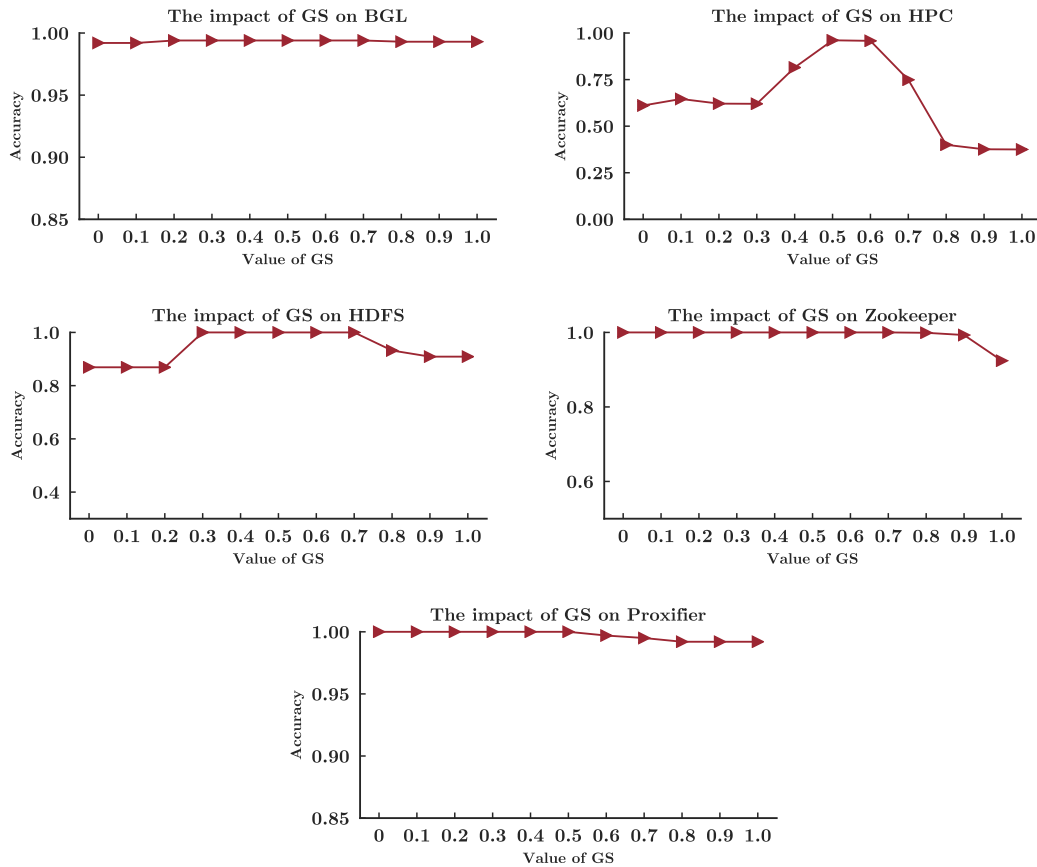 The impact of GS on BGL
1.00
0.95
0.90
0.85
Accuracy
0 0.1 0.2 0.3 0.4 0.5 0.6 0.7 0.8 0.9 1.0
Value of GS
The impact of GS on HPC
1.00
0.75
0.50
0.25
0.00
Accuracy
0 0.1 0.2 0.3 0.4 0.5 0.6 0.7 0.8 0.9 1.0
Value of GS
The impact of GS on HDFS
1.0
0.8
0.6
0.4
Accuracy
0 0.1 0.2 0.3 0.4 0.5 0.6 0.7 0.8 0.9 1.0
Value of GS
The impact of GS on Zookeeper
1.0
0.8
0.6
Accuracy
0 0.1 0.2 0.3 0.4 0.5 0.6 0.7 0.8 0.9 1.0
Value of GS
The impact of GS on Proxifier
1.00
0.95
0.90
0.85
Accuracy
0 0.1 0.2 0.3 0.4 0.5 0.6 0.7 0.8 0.9 1.0
Value of GS